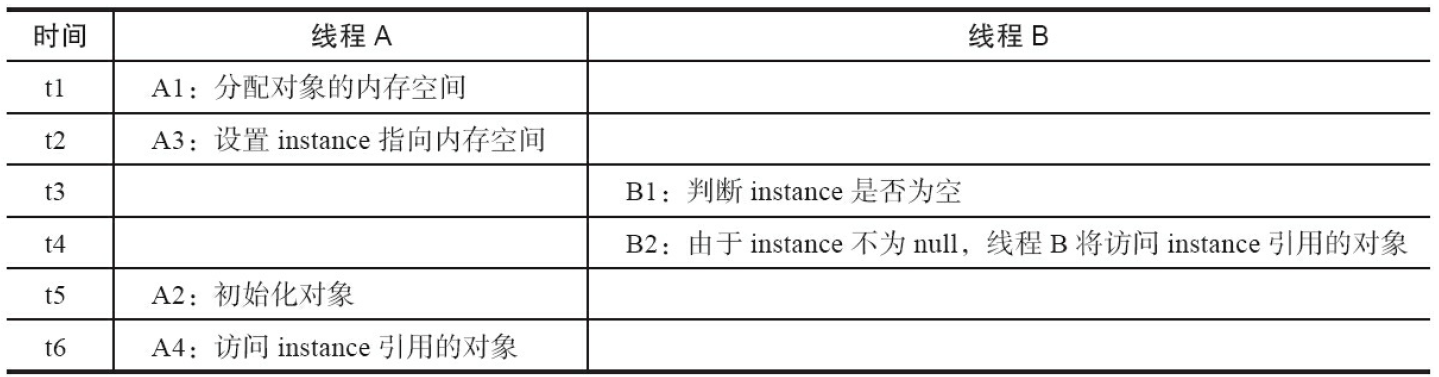 时间 线程 A 线程 B
t1 A1：分配对象的内存空间
t2 A3：设置 instance 指向内存空间
t3 B1：判断 instance 是否为空
t4 B2：由于 instance 不为 null，线程 B 将访问 instance 引用的对象
t5 A2：初始化对象
t6 A4：访问 instance 引用的对象